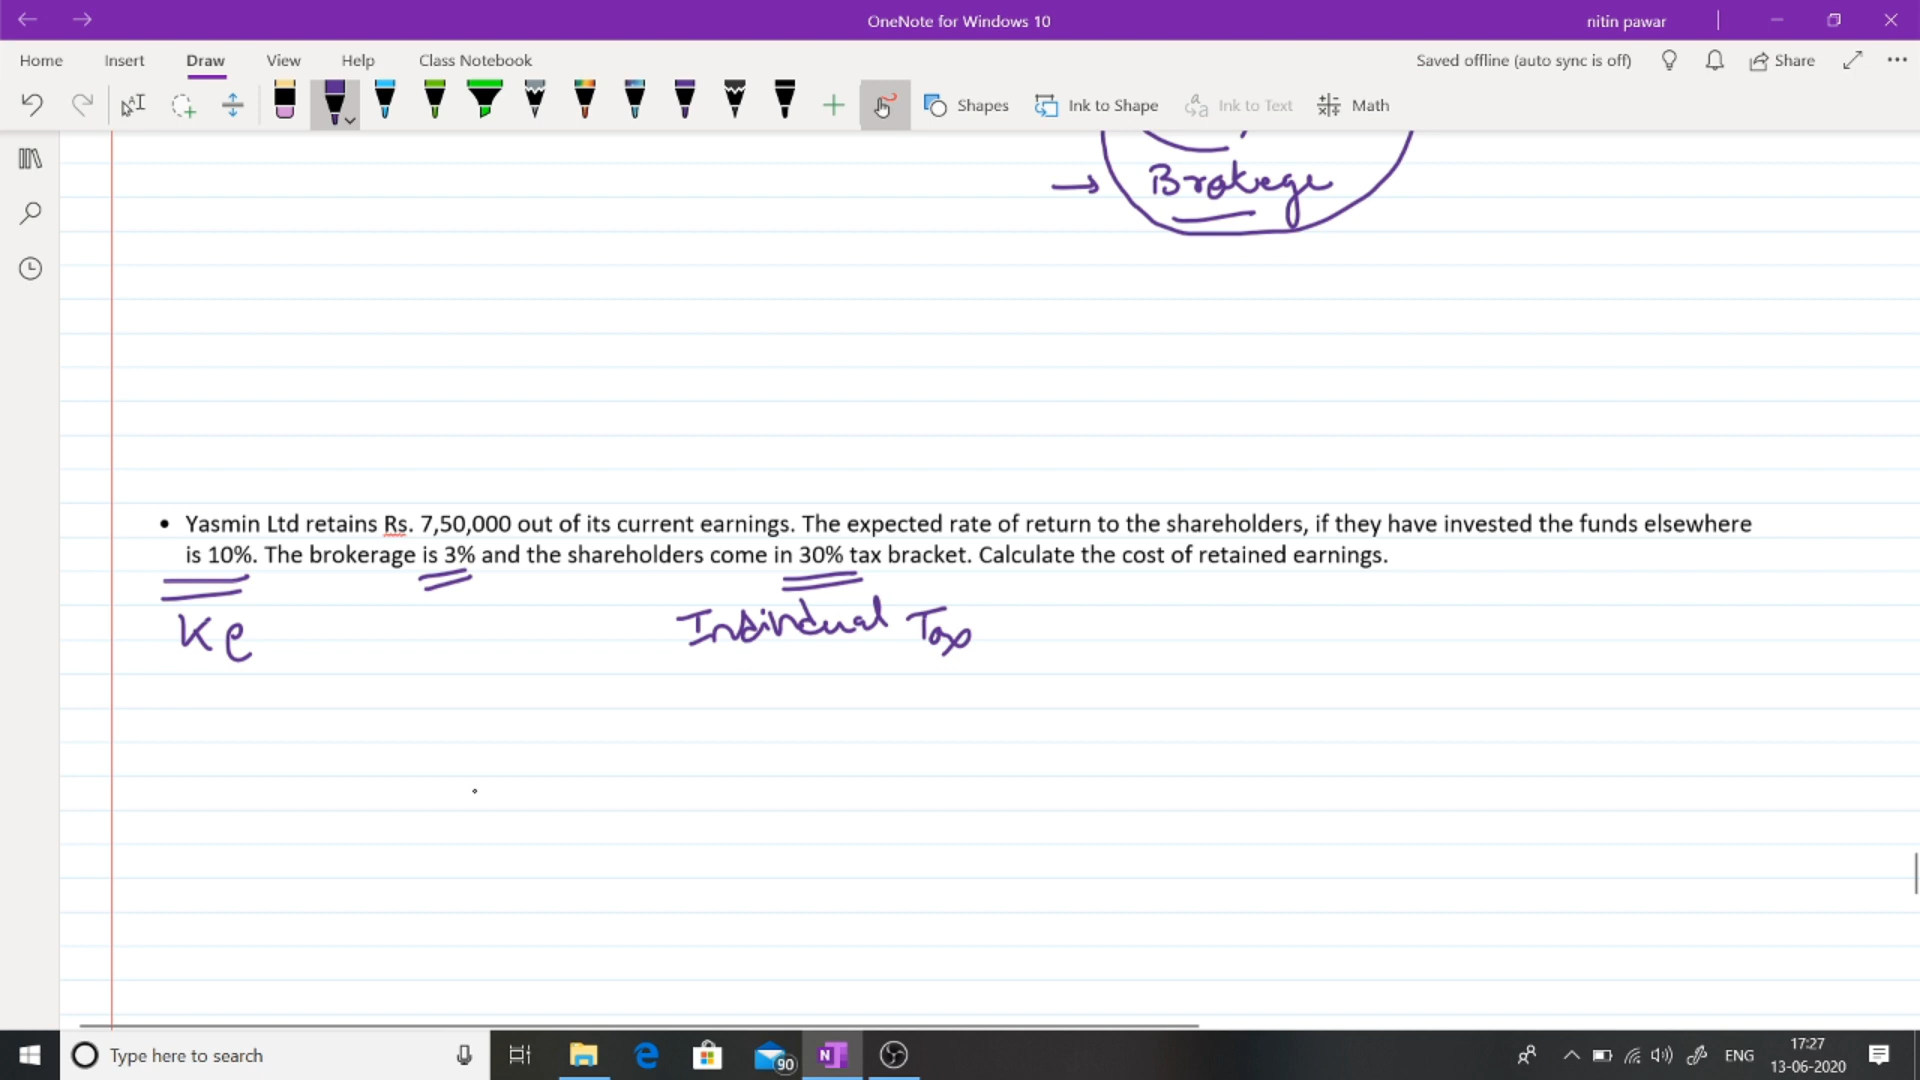 OneNote for Windows 10
nitin pawar
Home Insert Draw View Help Class Notebook
Saved offline (auto sync is off) Share
Shapes Ink to Shape Ink to Text Math
→ Brokege
• Yasmin Ltd retains Rs. 7,50,000 out of its current earnings. The expected rate of return to the shareholders, if they have invested the funds elsewhere
is 10%. The brokerage is 3% and the shareholders come in 30% tax bracket. Calculate the cost of retained earnings.
Ke
Individual Tax
Type here to search
90
ENG
17:27
13-06-2020